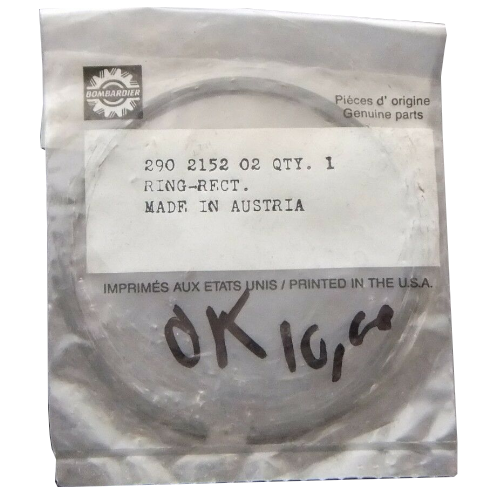 BOMBARDIER
Pièces d' origine
Genuine parts
290 2152 02 QTY. 1
RING-RECT.
MADE IN AUSTRIA
IMPRIMÉS AUX ETATS UNIS / PRINTED IN THE U.S.A.
OK 10,00